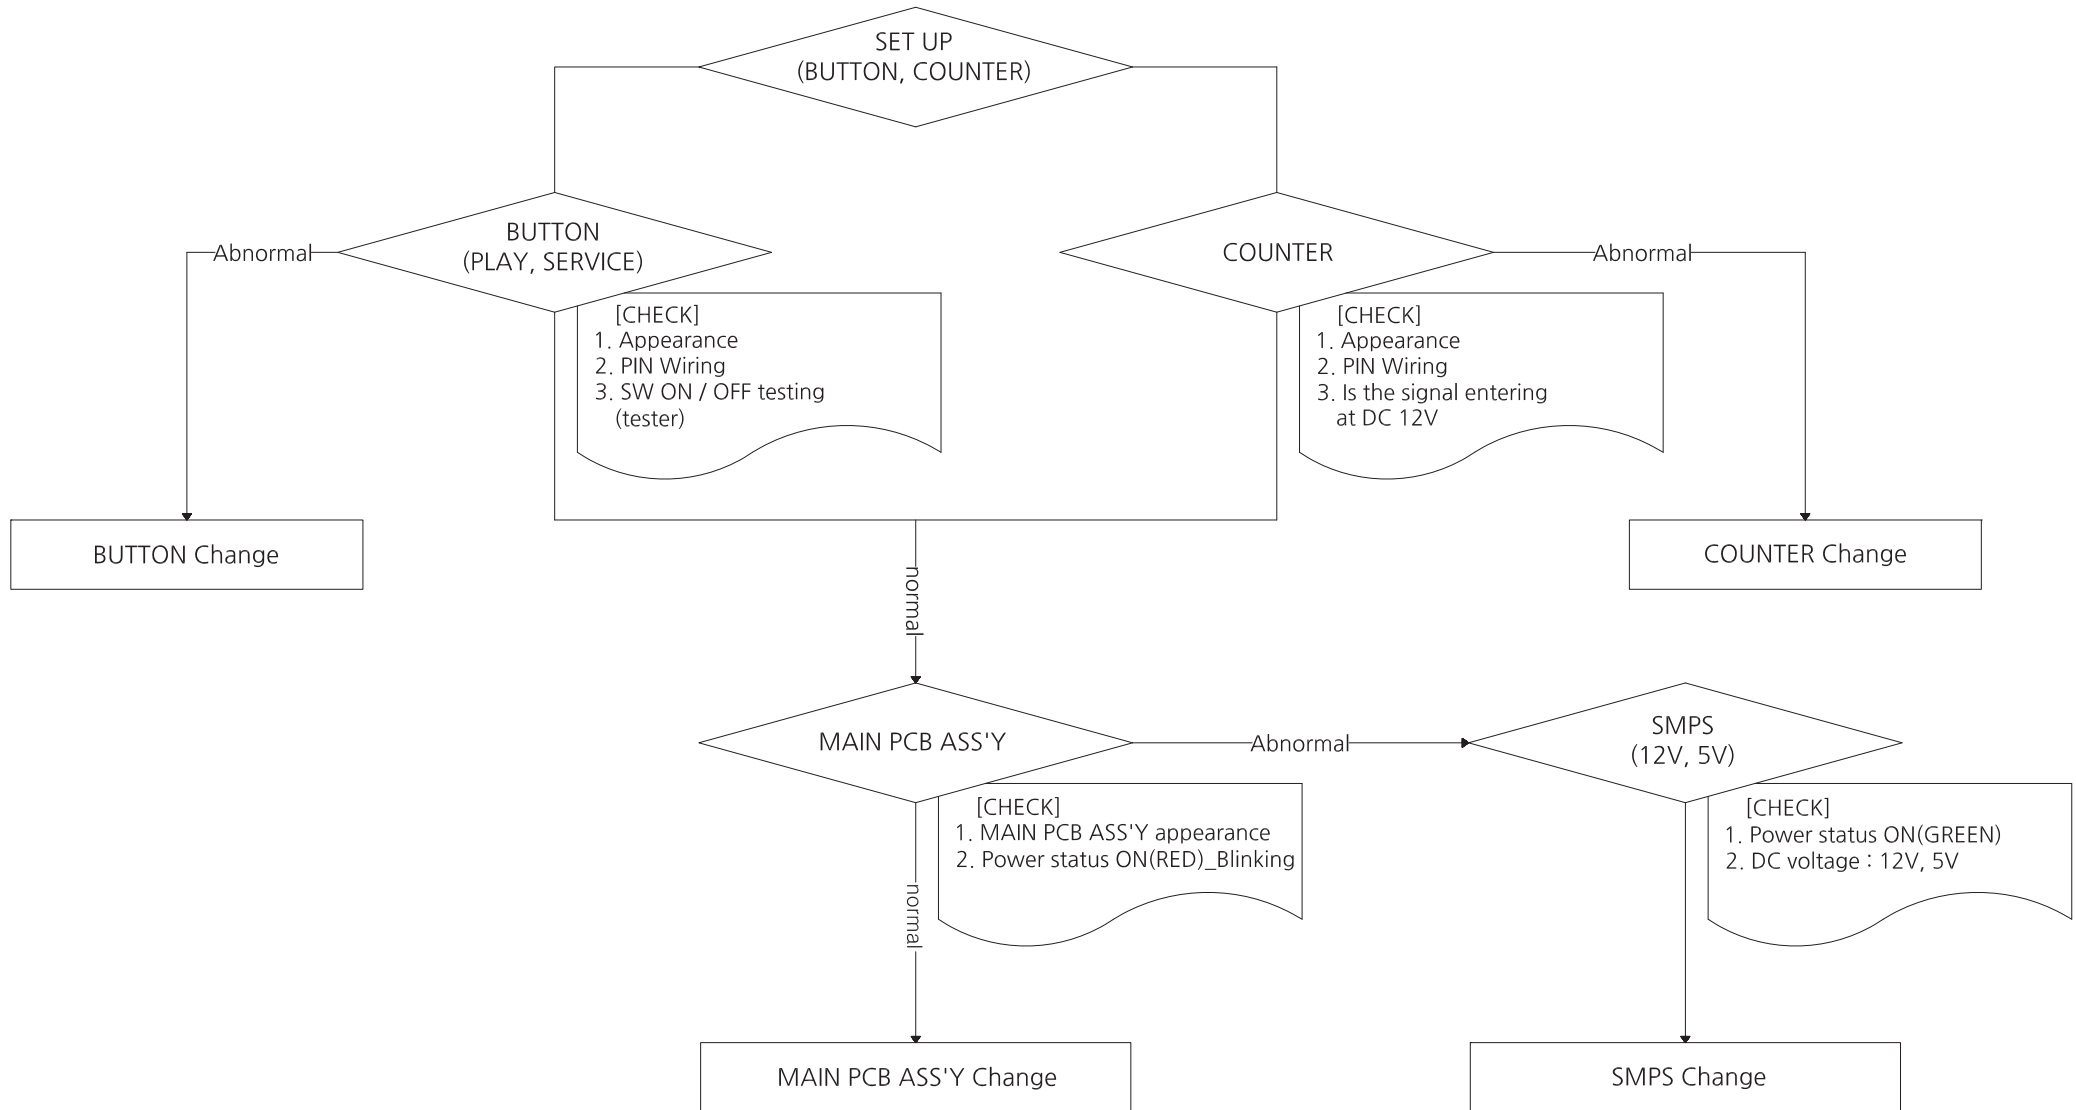 SET UP
(BUTTON, COUNTER)
BUTTON
(PLAY, SERVICE)
Abnormal
COUNTER
Abnormal
[CHECK]
1. Appearance
2. PIN Wiring
3. SW ON / OFF testing
(tester)
[CHECK]
1. Appearance
2. PIN Wiring
3. Is the signal entering
at DC 12V
BUTTON Change
COUNTER Change
normal
MAIN PCB ASS'Y
Abnormal
SMPS
(12V, 5V)
[CHECK]
1. MAIN PCB ASS'Y appearance
2. Power status ON(RED)_Blinking
[CHECK]
1. Power status ON(GREEN)
2. DC voltage : 12V, 5V
normal
MAIN PCB ASS'Y Change
SMPS Change